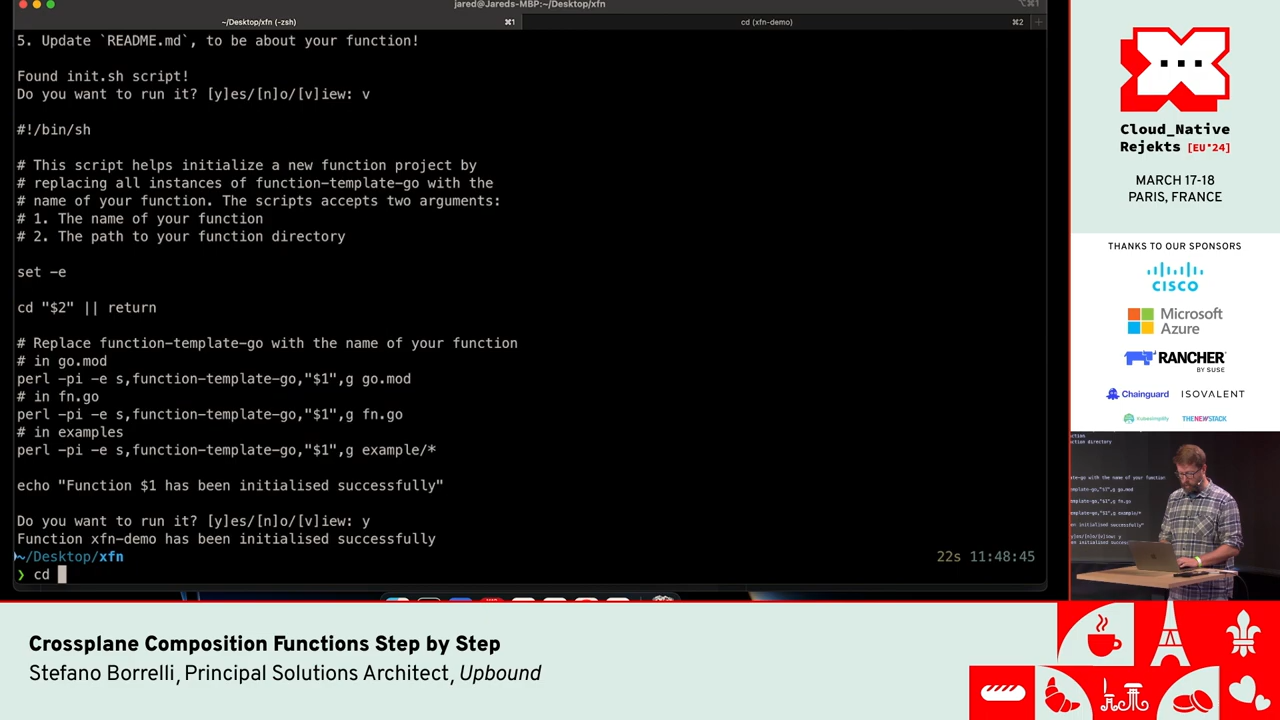 jared@Jareds-MBP:~/Desktop/xfn
⌥⌘1
~/Desktop/xfn (-zsh)
⌘1
cd (xfn-demo)
⌘2
+
5. Update `README.md`, to be about your function!
Found init.sh script!
Do you want to run it? [y]es/[n]o/[v]iew: v
#!/bin/sh
# This script helps initialize a new function project by
# replacing all instances of function-template-go with the
# name of your function. The scripts accepts two arguments:
# 1. The name of your function
# 2. The path to your function directory
set -e
cd "$2" || return
# Replace function-template-go with the name of your function
# in go.mod
perl -pi -e s,function-template-go,"$1",g go.mod
# in fn.go
perl -pi -e s,function-template-go,"$1",g fn.go
# in examples
perl -pi -e s,function-template-go,"$1",g example/*
echo "Function $1 has been initialised successfully"
Do you want to run it? [y]es/[n]o/[v]iew: y
Function xfn-demo has been initialised successfully
~/Desktop/xfn
22s 11:48:45
❯ cd
Cloud_Native
Rejekts [EU*24]
MARCH 17-18
PARIS, FRANCE
THANKS TO OUR SPONSORS
CISCO
Microsoft
Azure
RANCHER
BY SUSE
Chainguard
ISOVALENT
THENEWSTACK
Crossplane Composition Functions Step by Step
Stefano Borrelli, Principal Solutions Architect, Upbound